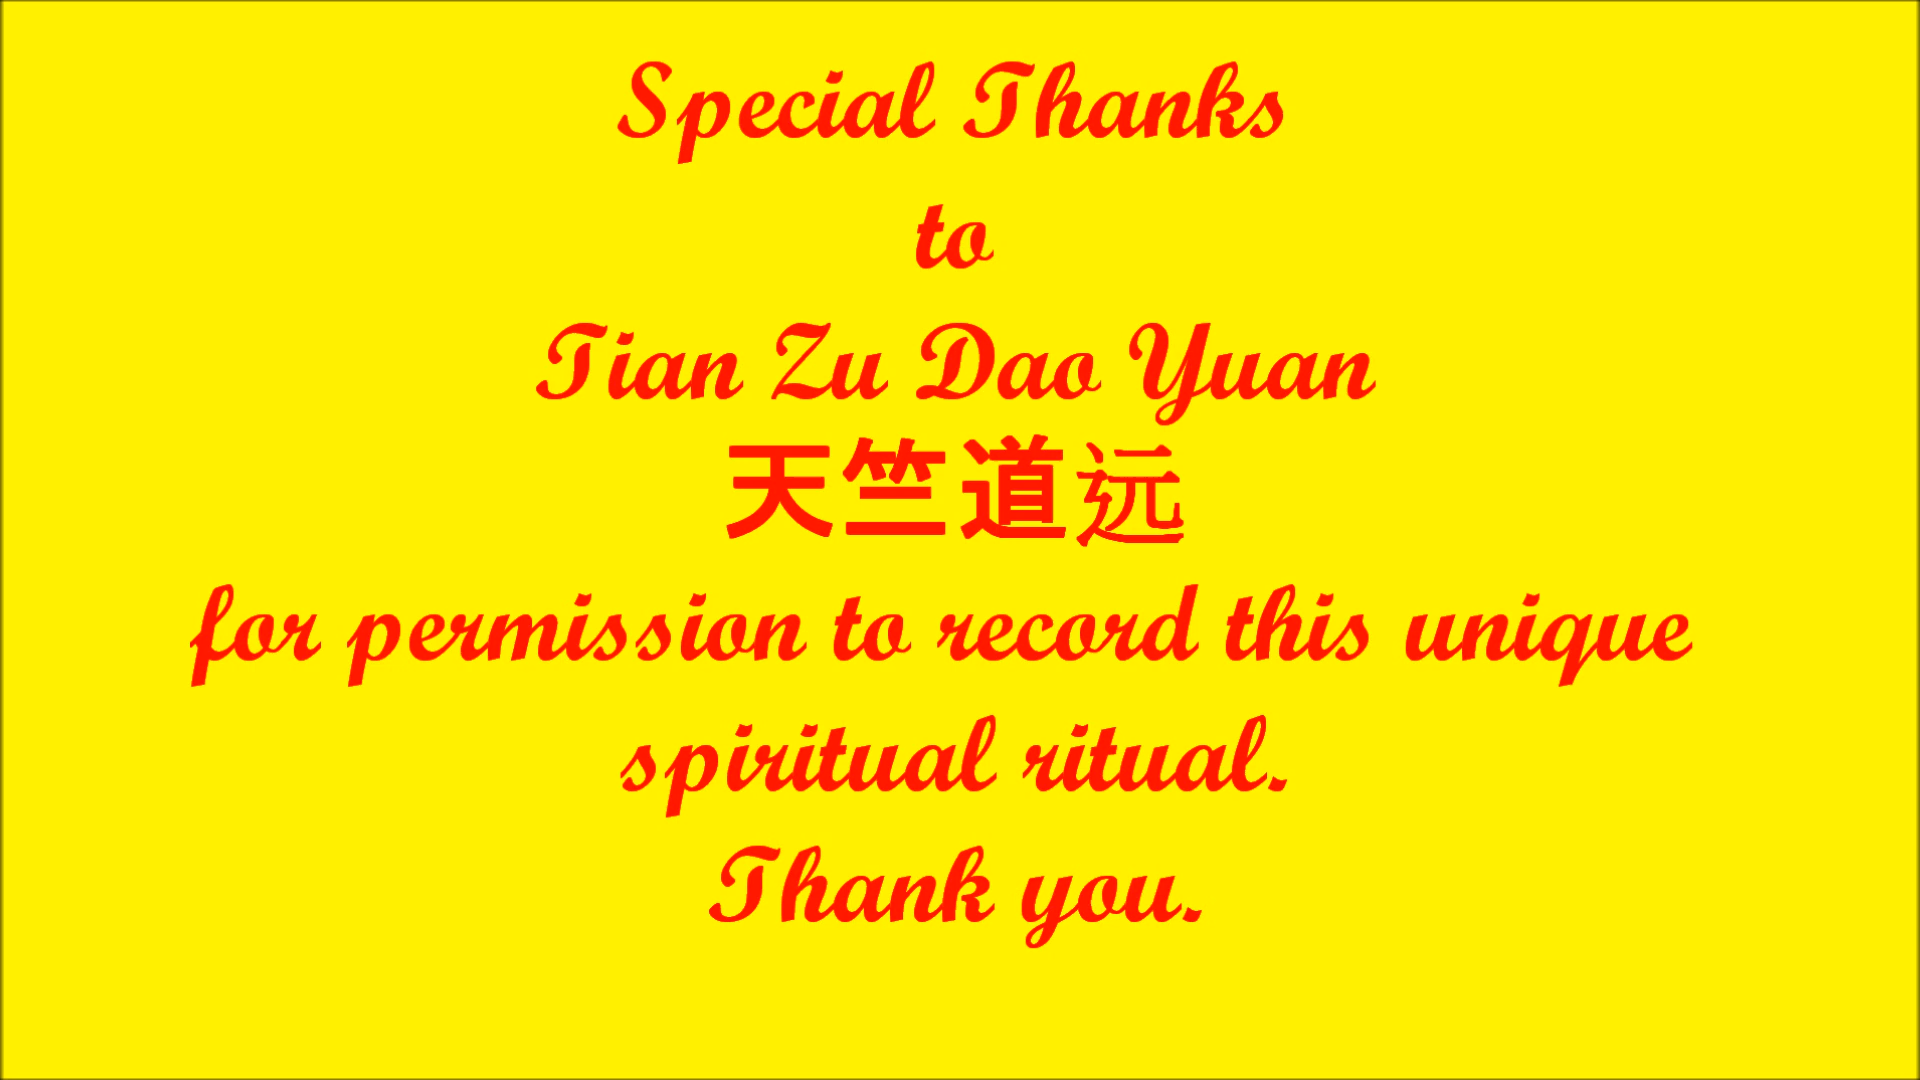 Special Thanks
to
Tian Zu Dao Yuan
天竺道远
for permission to record this unique
spiritual ritual.
Thank you.